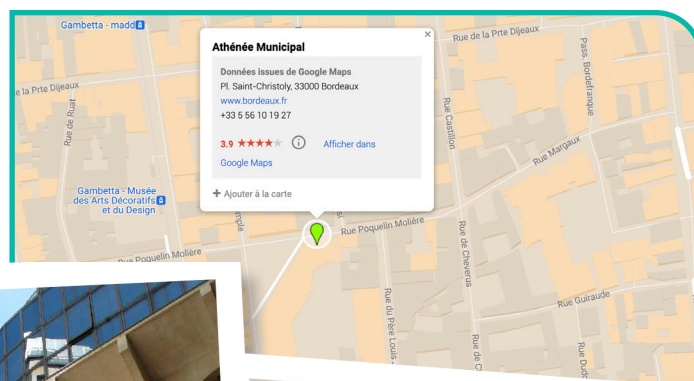 Gambetta - madd
Rue de la Prte Dijeaux
Pass. Bordefranque
Athénée Municipal
Données issues de Google Maps
Pl. Saint-Christoly, 33000 Bordeaux
www.bordeaux.fr
+33 5 56 10 19 27
3.9
Afficher dans
Google Maps
Ajouter à la carte
e la Prte Dijeaux
Rue de Ruat
Rue Castillon
Rue Margaux
Gambetta - Musée
des Arts Décoratifs
et du Design
mple
Rue Poquelin Molière
Rue Poquelin Molière
Rue de Cheverus
Rue Guiraude
Rue du Père Louis -
Rue de C